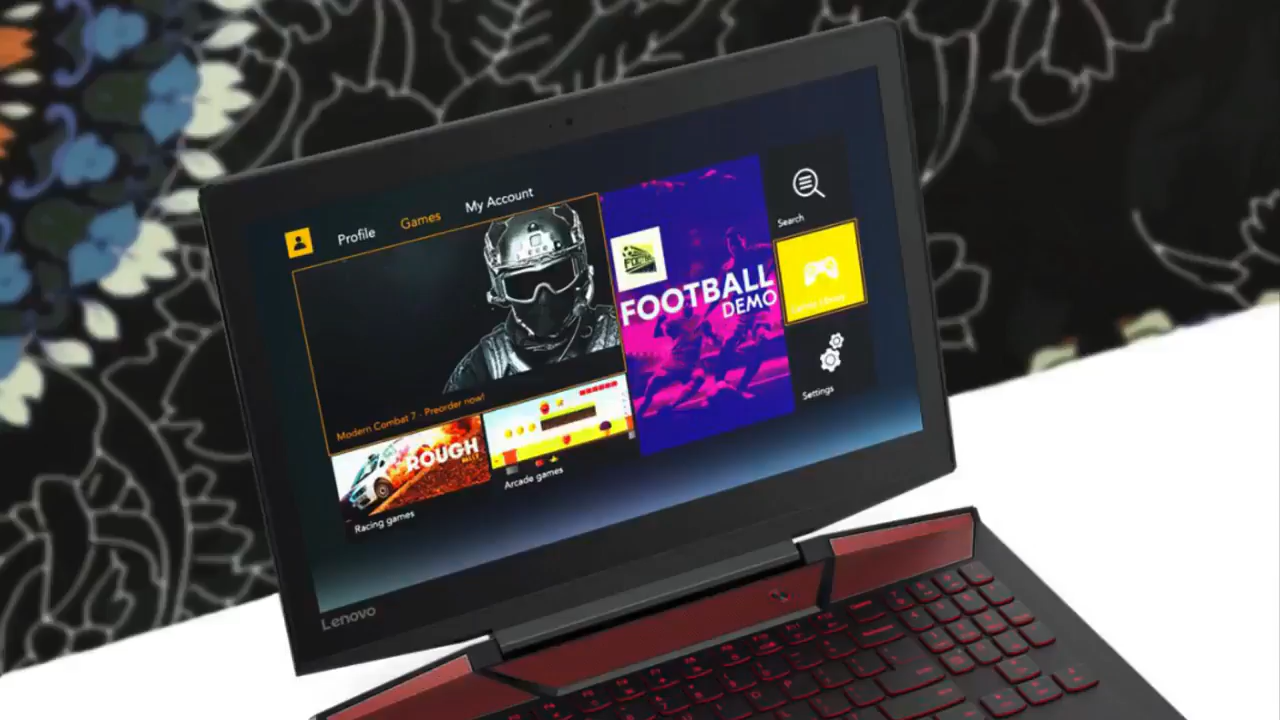 Profile
Games
My Account
Modern Combat 7 - Preorder now!
FOOTBALL
DEMO
Search
Settings
ROUGH
Racing games
Arcade games
Lenovo